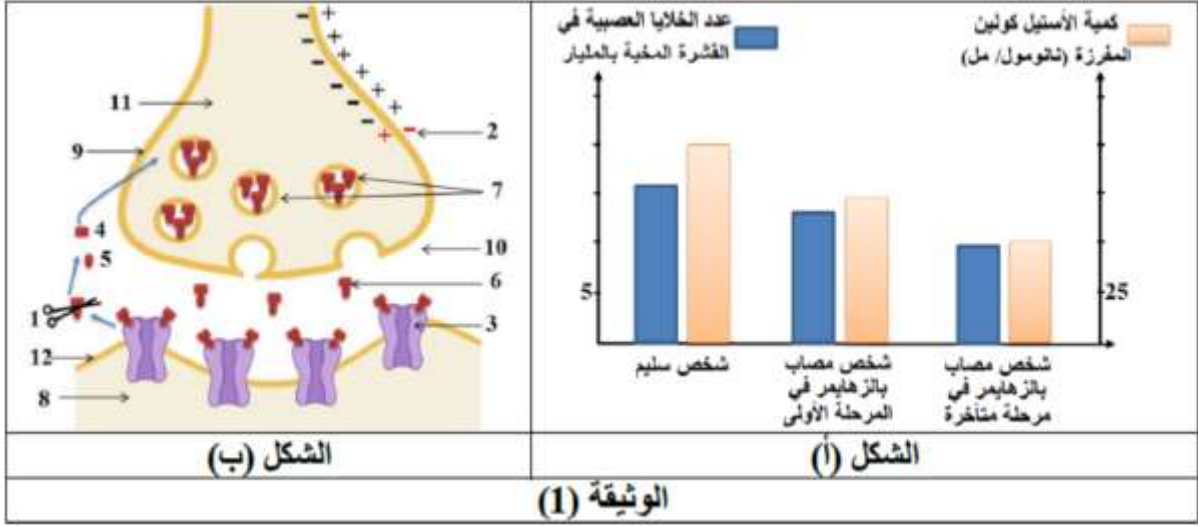 كمية الأستيل كولين
المفرزة (نانومول/ مل)
عدد الخلايا العصبية في
القشرة المخية بالمليار
5
25
شخص سليم
شخص مصاب
بالزهايمر في
المرحلة الأولى
شخص مصاب
بالزهايمر في
مرحلة متأخرة
الشكل (أ)
11
2
9
7
4
10
5
6
1
3
12
8
الشكل (ب)
الوثيقة (1)